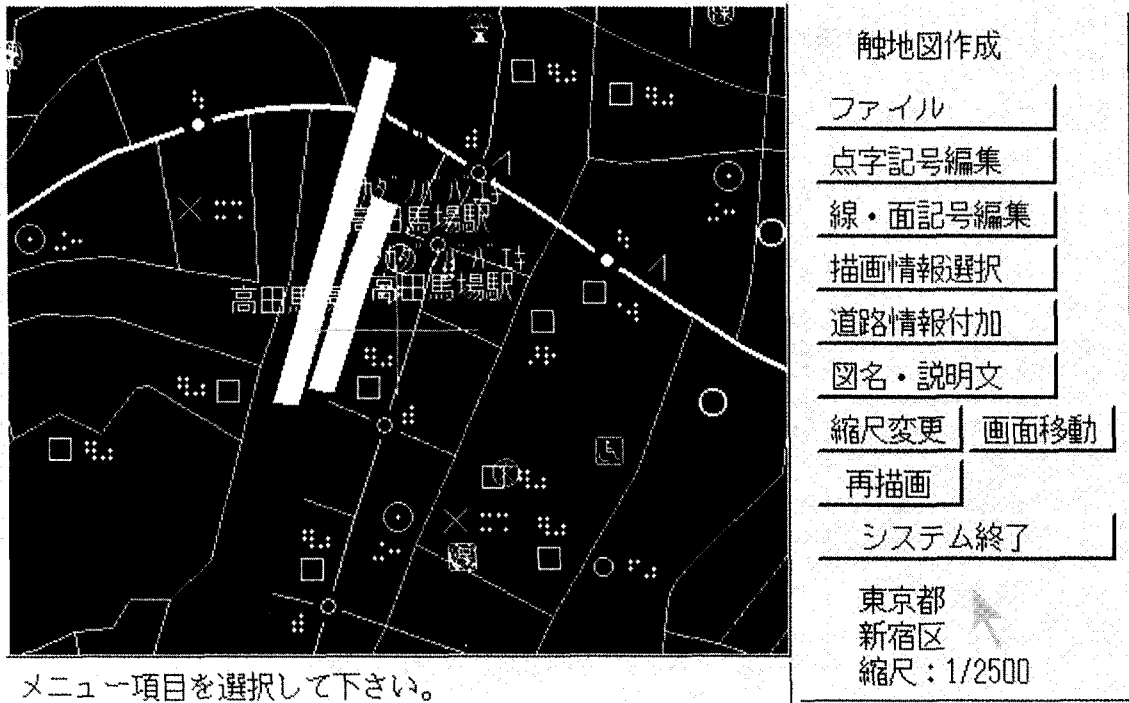 高田馬場駅
高田馬場駅
高田馬
メニュー項目を選択して下さい。
触地図作成
ファイル
点字記号編集
線・面記号編集
描画情報選択
道路情報付加
図名・説明文
縮尺変更 画面移動
再描画
システム終了
東京都
新宿区
縮尺:1/2500